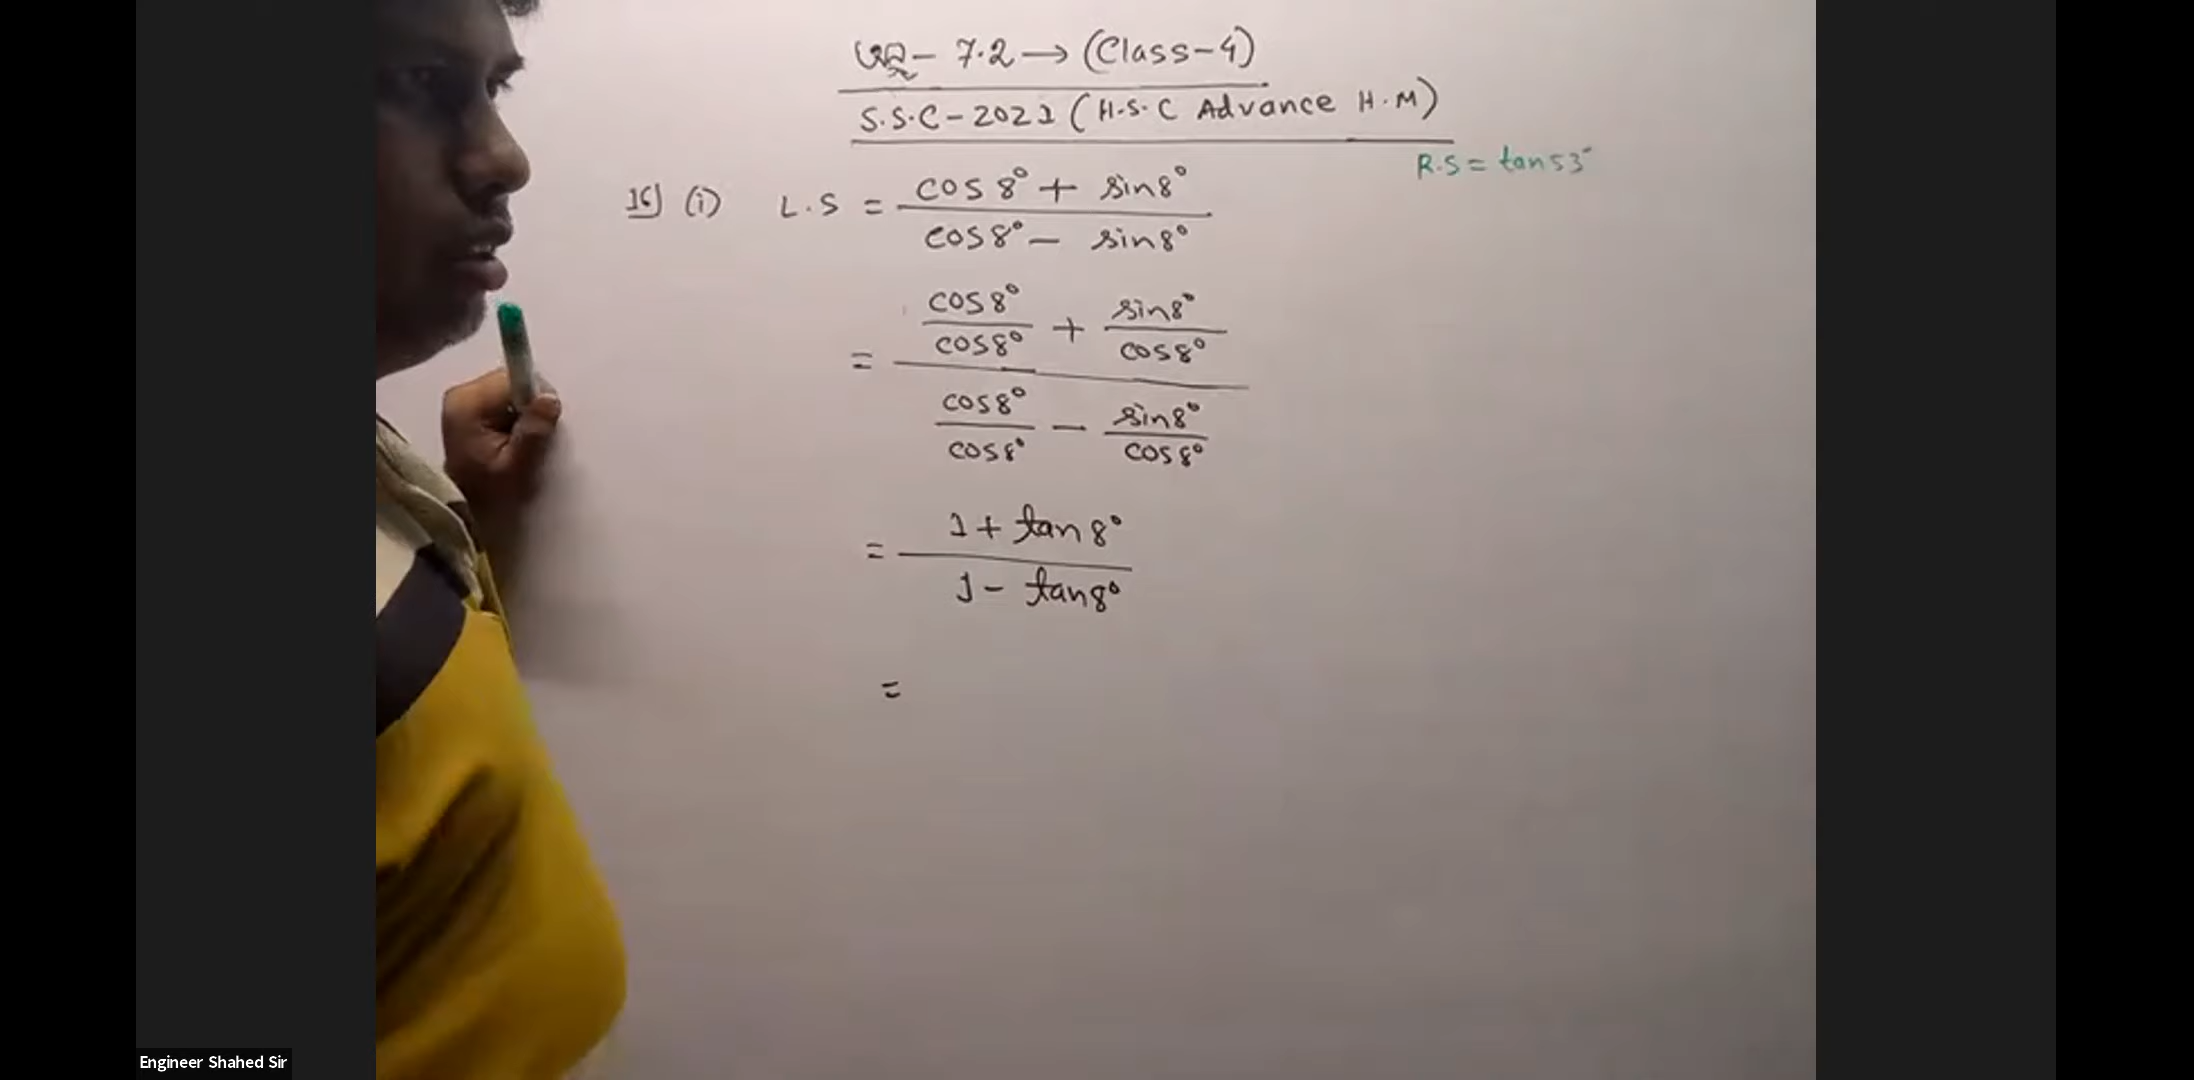 অনু - 7.2 → (Class-4)
S.S.C-2021 (H.S.C Advance H.M)
R.S = tan53°
16) (i) L.S = (cos8° + sin8°) / (cos8° - sin8°)
= (cos8°/cos8° + sin8°/cos8°) / (cos8°/cos8° - sin8°/cos8°)
= (1 + tan8°) / (1 - tan8°)
=
Engineer Shahed Sir